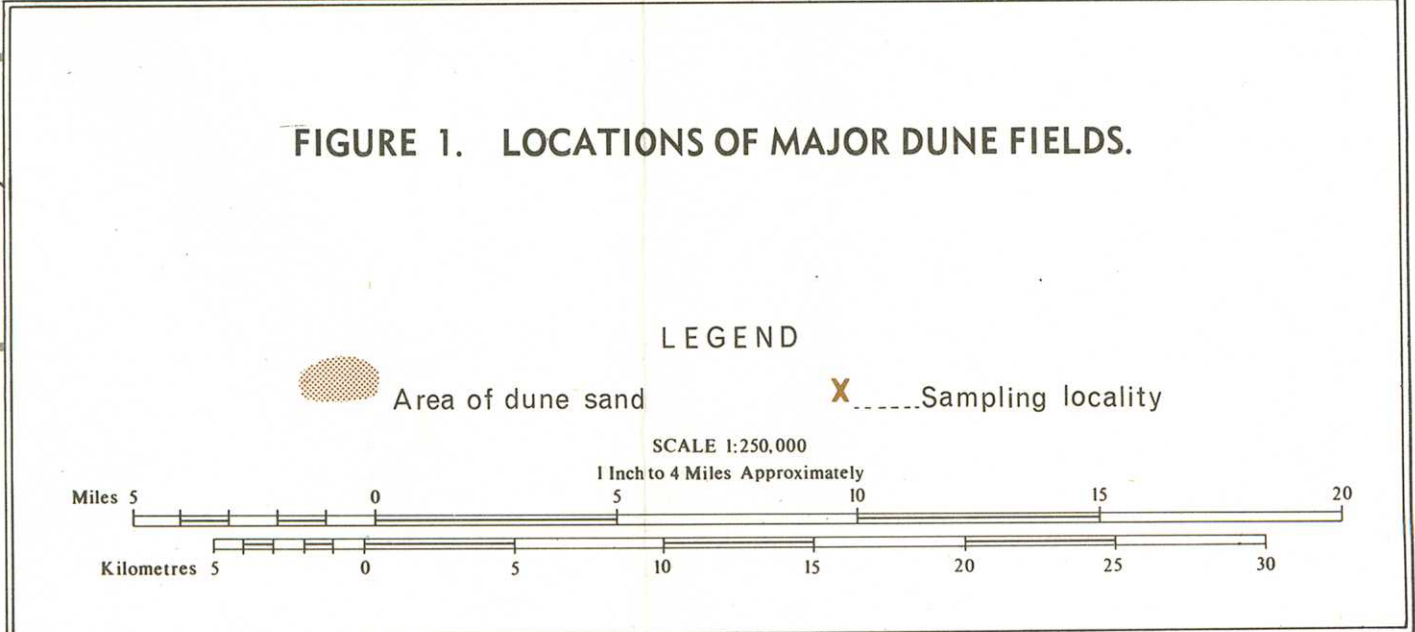 FIGURE 1. LOCATIONS OF MAJOR DUNE FIELDS.
LEGEND
Area of dune sand X ------Sampling locality
SCALE 1:250,000
1 Inch to 4 Miles Approximately
Miles 5 0 5 10 15 20
Kilometres 5 0 5 10 15 20 25 30